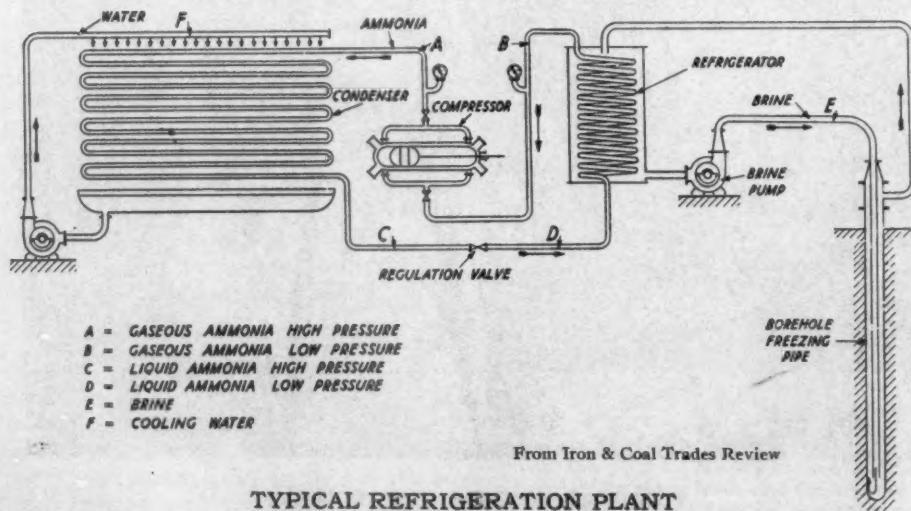 WATER F AMMONIA A B
REFRIGERATOR
CONDENSER
COMPRESSOR
BRINE E
BRINE
PUMP
C D
REGULATION VALVE
A = GASEOUS AMMONIA HIGH PRESSURE
B = GASEOUS AMMONIA LOW PRESSURE
C = LIQUID AMMONIA HIGH PRESSURE
D = LIQUID AMMONIA LOW PRESSURE
E = BRINE
F = COOLING WATER
BOREHOLE
FREEZING
PIPE
From Iron & Coal Trades Review
TYPICAL REFRIGERATION PLANT